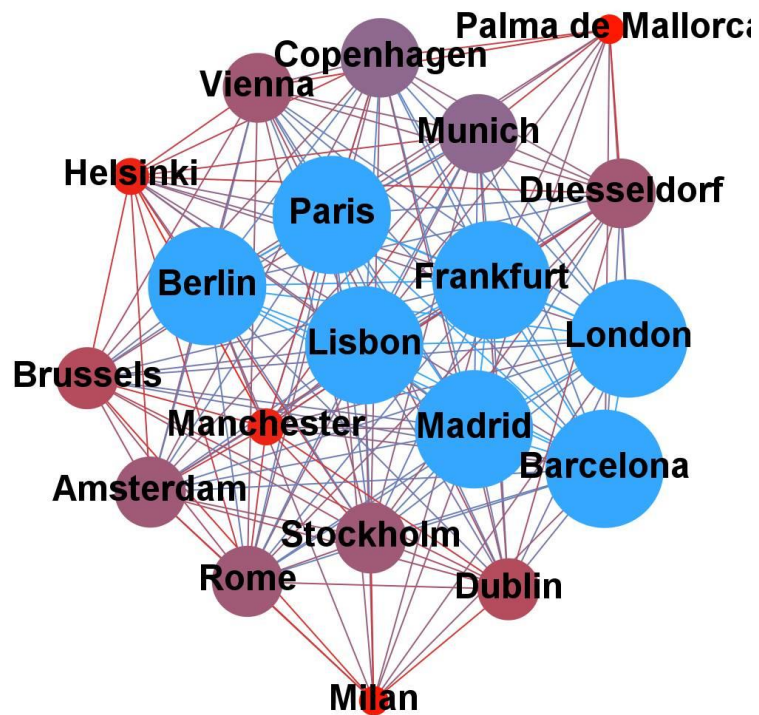 Palma de Mallorca
Copenhagen
Vienna
Munich
Helsinki
Duesseldorf
Paris
Berlin
Frankfurt
Lisbon
London
Brussels
Manchester
Madrid
Barcelona
Amsterdam
Stockholm
Rome
Dublin
Milan